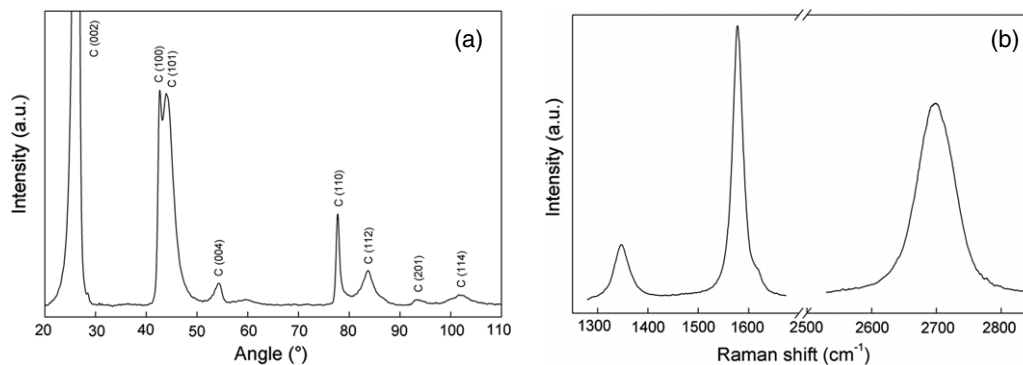 (a)
C (002)
C (100)
C (101)
C (004)
C (110)
C (112)
C (201)
C (114)
Intensity (a.u.)
20 30 40 50 60 70 80 90 100 110
Angle (°)
(b)
Intensity (a.u.)
1300 1400 1500 1600 2500 2600 2700 2800
Raman shift (cm⁻¹)